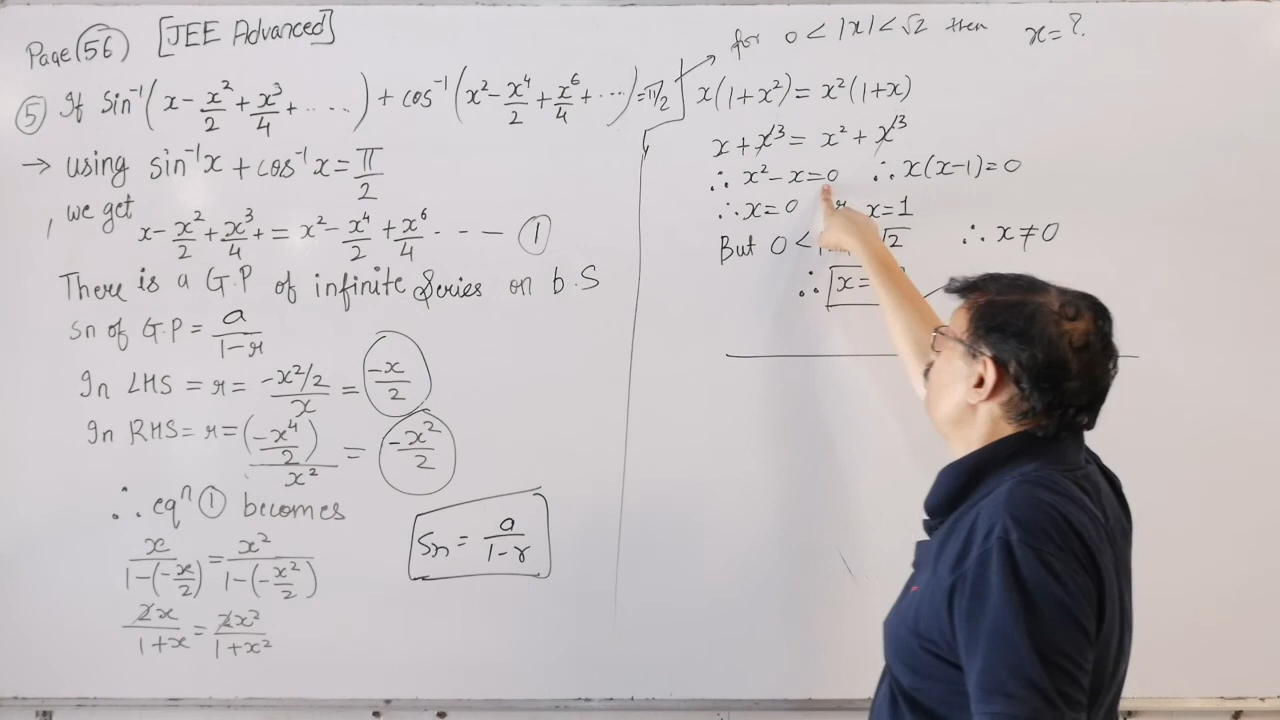 Page 56 [JEE Advanced]
⑤ If Sin⁻¹(x - x²/2 + x³/4 + .....) + cos⁻¹(x² - x⁴/2 + x⁶/4 + ...) = π/2
→ using sin⁻¹x + cos⁻¹x = π/2
, we get
x - x²/2 + x³/4 + = x² - x⁴/2 + x⁶/4 - - - — ①
There is a G.P of infinite Series on b.S
Sn of G.P = a/(1-r)
In LHS = r = (-x²/2)/x = -x/2
In RHS = r = (-x⁴/2)/x² = -x²/2
∴ eqⁿ ① becomes
x/(1-(-x/2)) = x²/(1-(-x²/2))
2x/(1+x) = 2x²/(1+x²)
Sn = a/(1-r)
for 0 < |x| < √2 then x = ?
x(1+x²) = x²(1+x)
x + x³ = x² + x³
∴ x² - x = 0 ∴ x(x-1) = 0
∴ x = 0 x = 1
But 0 < √2 ∴ x ≠ 0
∴ x =